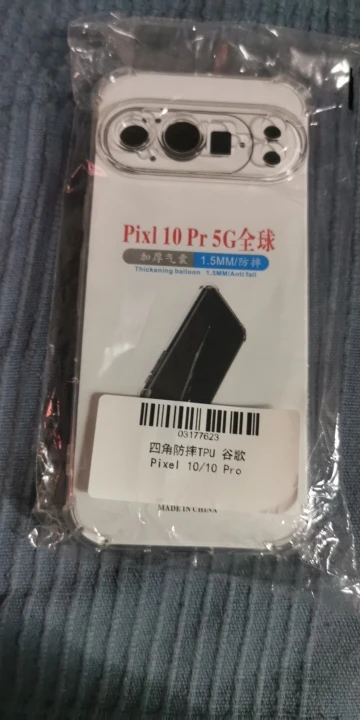 Pixl 10 Pr 5G全球
加厚气囊 1.5MM/防摔
Thickening balloon 1.5MM/Anti fall
03177623
四角防摔TPU 谷歌
Pixel 10/10 Pro
MADE IN CHINA